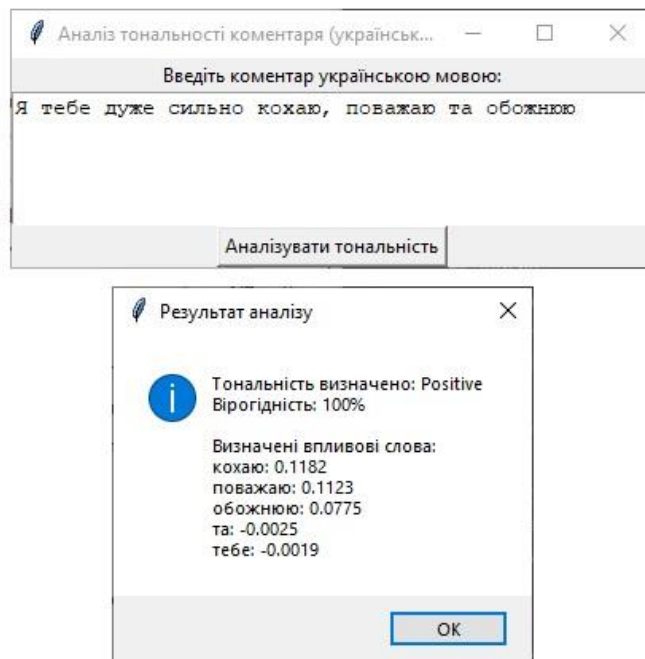 Аналіз тональності коментаря (українськ...
Введіть коментар українською мовою:
Я тебе дуже сильно кохаю, поважаю та обожнюю
Аналізувати тональність
Результат аналізу
Тональність визначено: Positive
Вірогідність: 100%
Визначені впливові слова:
кохаю: 0.1182
поважаю: 0.1123
обожнюю: 0.0775
та: -0.0025
тебе: -0.0019
OK